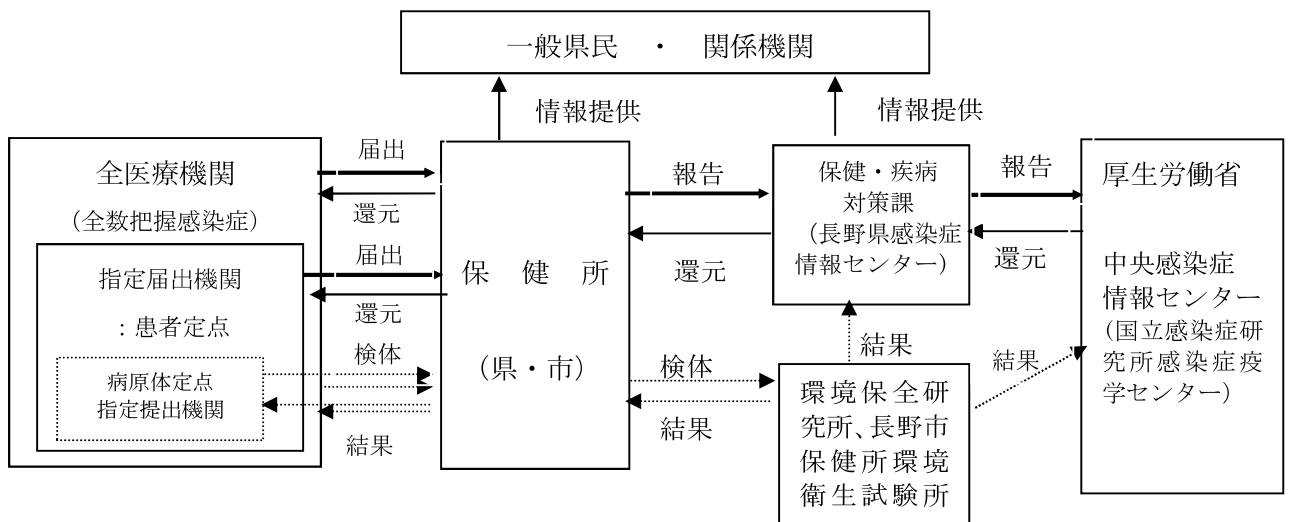 一般県民 ・ 関係機関
情報提供
情報提供
全医療機関
（全数把握感染症）
届出
還元
指定届出機関
：患者定点
届出
還元
病原体定点
指定提出機関
検体
結果
保 健 所
（県・市）
報告
還元
検体
結果
保健・疾病
対策課
（長野県感染症
情報センター）
結果
環境保全研
究所、長野市
保健所環境
衛生試験所
報告
還元
結果
厚生労働省
中央感染症
情報センター
（国立感染症研
究所感染症疫
学センター）